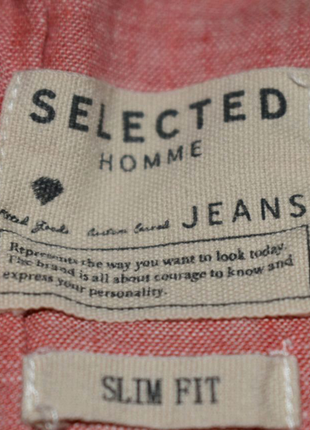 SELECTED
HOMME
Goods JEANS
Represents the way you want to look today.
The brand is all about courage to know and
express your personality.
SLIM FIT